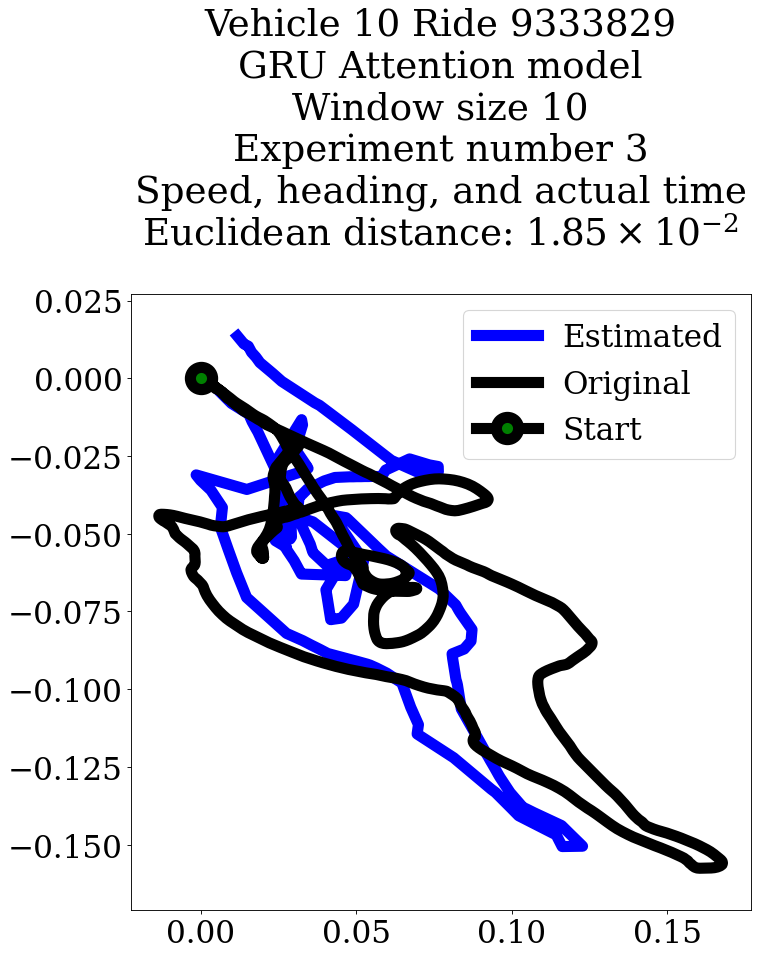 Vehicle 10 Ride 9333829
GRU Attention model
Window size 10
Experiment number 3
Speed, heading, and actual time
Euclidean distance: 1.85 × 10⁻²
0.025
0.000
−0.025
−0.050
−0.075
−0.100
−0.125
−0.150
Estimated
Original
Start
0.00
0.05
0.10
0.15